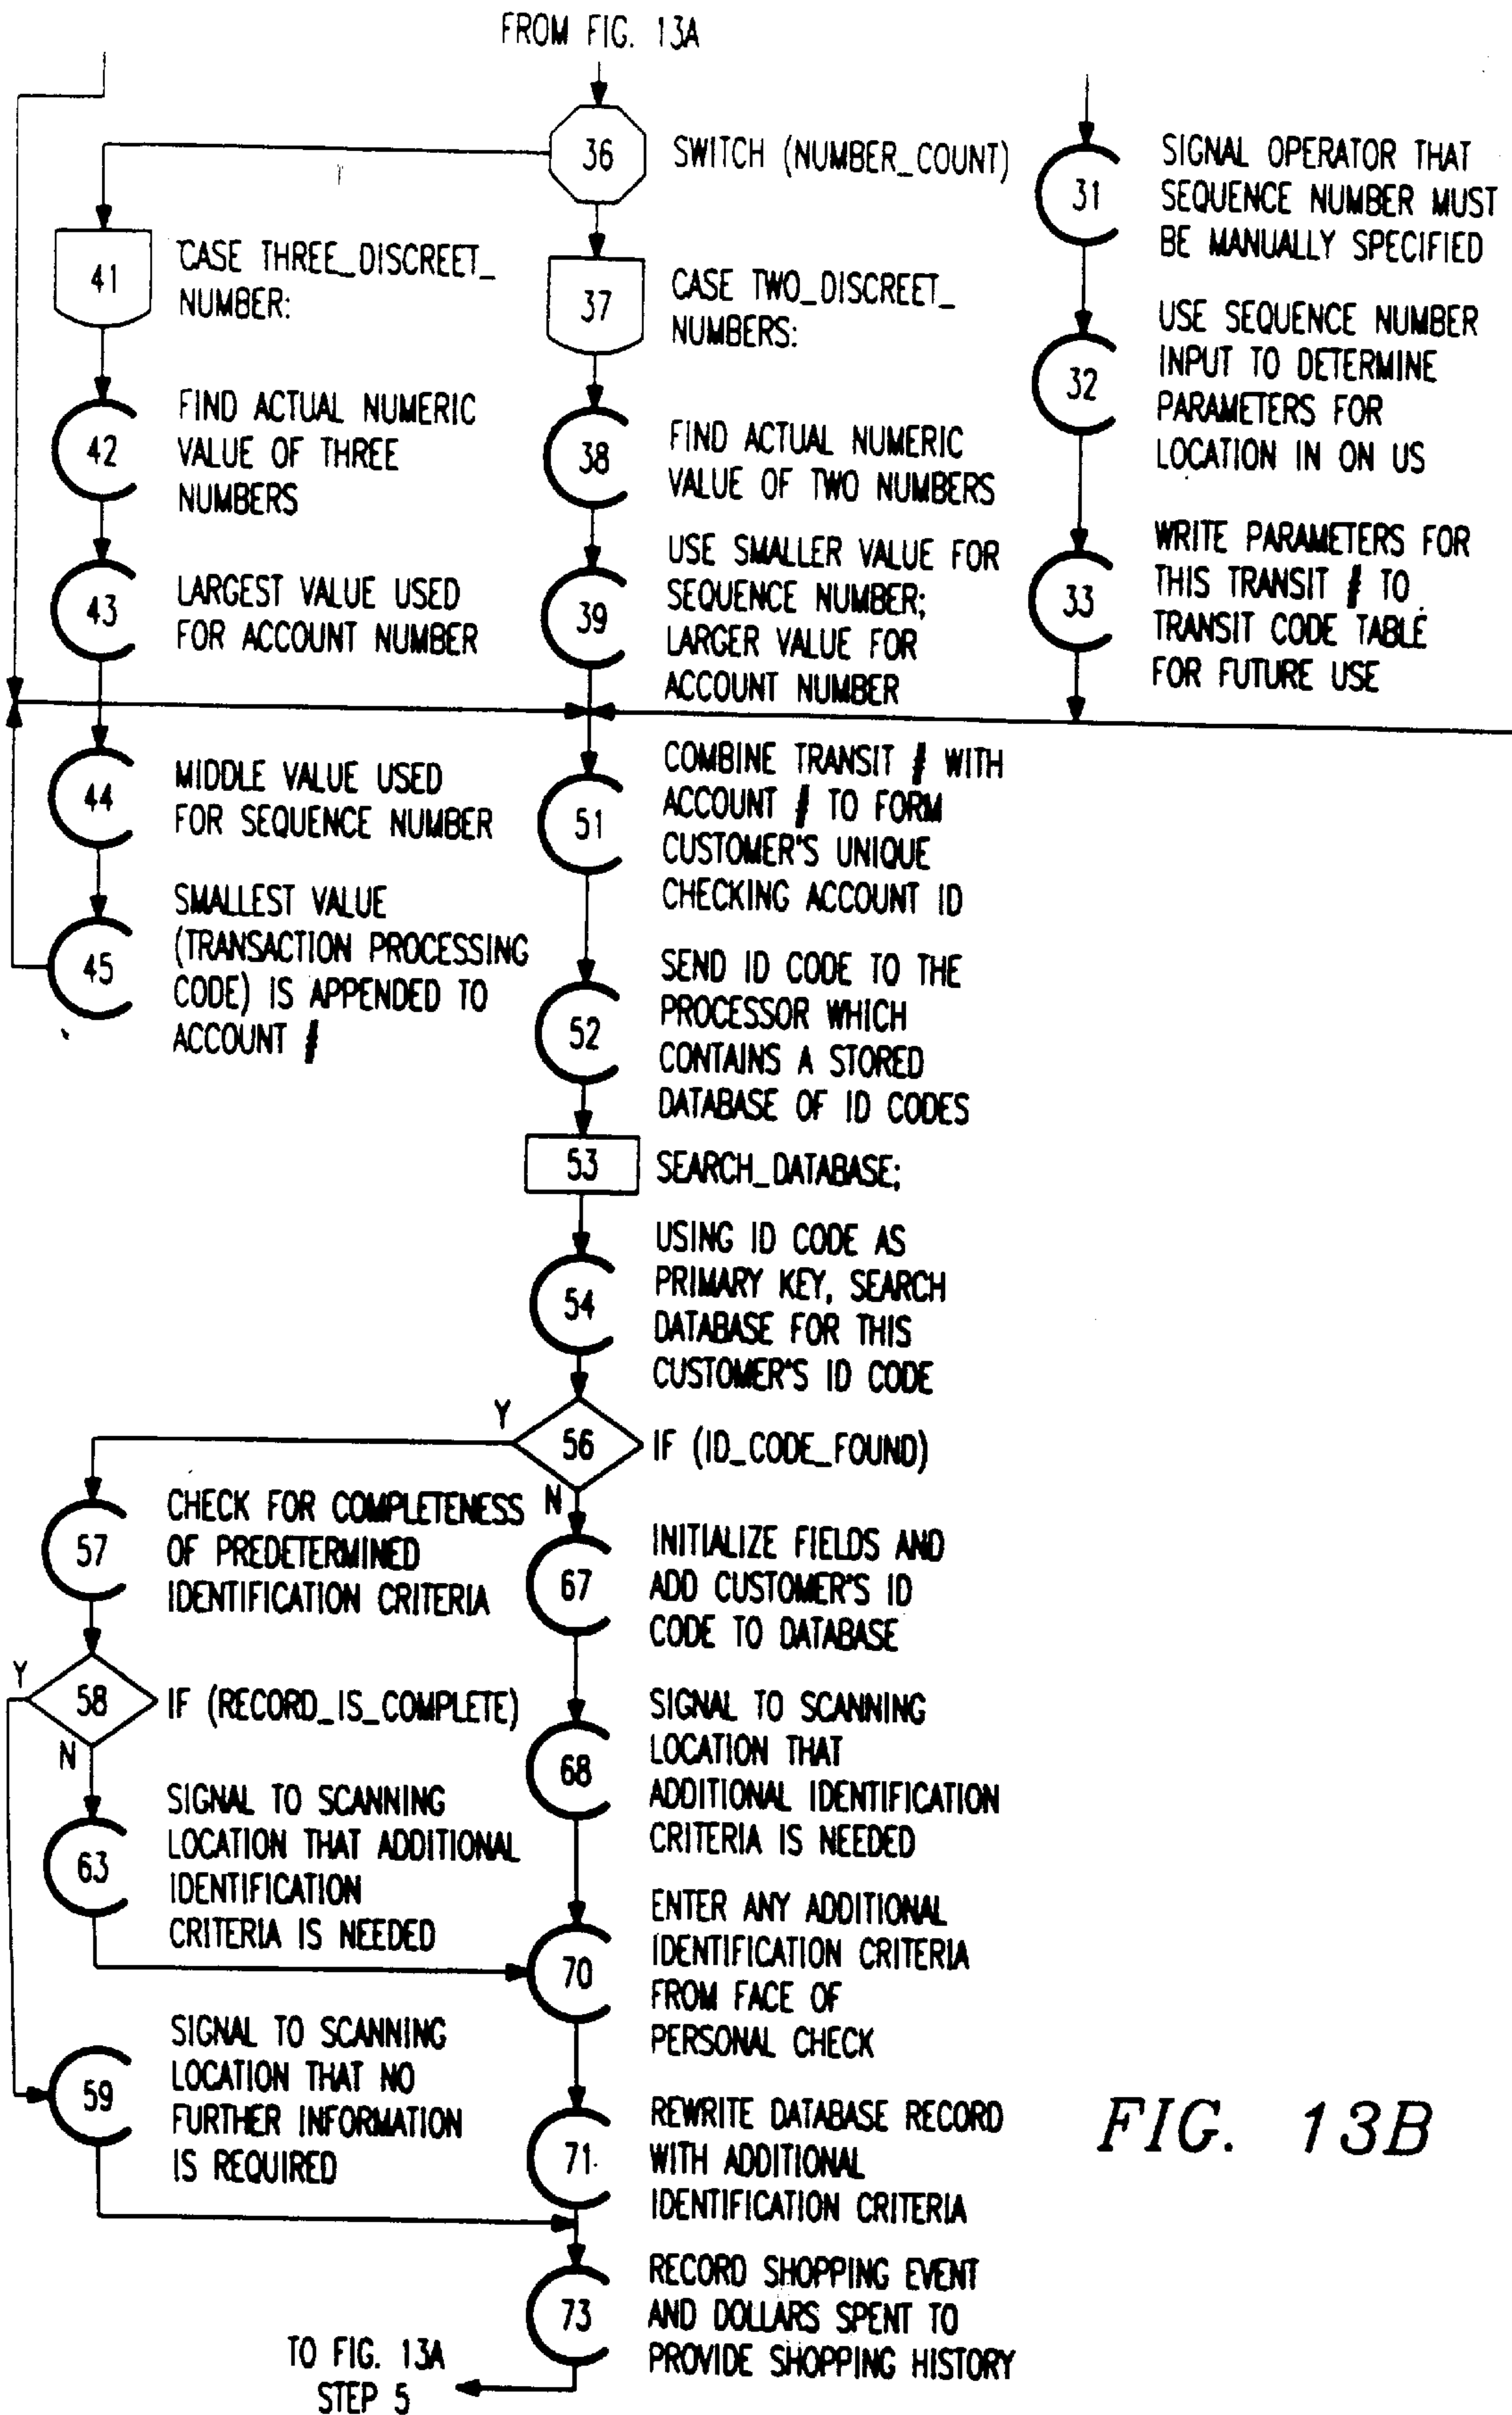 FROM FIG. 13A
36
SWITCH (NUMBER_COUNT)
41
CASE THREE_DISCREET_
NUMBER:
42
FIND ACTUAL NUMERIC
VALUE OF THREE
NUMBERS
43
LARGEST VALUE USED
FOR ACCOUNT NUMBER
44
MIDDLE VALUE USED
FOR SEQUENCE NUMBER
45
SMALLEST VALUE
(TRANSACTION PROCESSING
CODE) IS APPENDED TO
ACCOUNT #
37
CASE TWO_DISCREET_
NUMBERS:
38
FIND ACTUAL NUMERIC
VALUE OF TWO NUMBERS
39
USE SMALLER VALUE FOR
SEQUENCE NUMBER;
LARGER VALUE FOR
ACCOUNT NUMBER
31
SIGNAL OPERATOR THAT
SEQUENCE NUMBER MUST
BE MANUALLY SPECIFIED
32
USE SEQUENCE NUMBER
INPUT TO DETERMINE
PARAMETERS FOR
LOCATION IN ON US
33
WRITE PARAMETERS FOR
THIS TRANSIT # TO
TRANSIT CODE TABLE
FOR FUTURE USE
51
COMBINE TRANSIT # WITH
ACCOUNT # TO FORM
CUSTOMER'S UNIQUE
CHECKING ACCOUNT ID
52
SEND ID CODE TO THE
PROCESSOR WHICH
CONTAINS A STORED
DATABASE OF ID CODES
53
SEARCH_DATABASE;
54
USING ID CODE AS
PRIMARY KEY, SEARCH
DATABASE FOR THIS
CUSTOMER'S ID CODE
Y
56
IF (ID_CODE_FOUND)
N
57
CHECK FOR COMPLETENESS
OF PREDETERMINED
IDENTIFICATION CRITERIA
Y
58
IF (RECORD_IS_COMPLETE)
N
63
SIGNAL TO SCANNING
LOCATION THAT ADDITIONAL
IDENTIFICATION
CRITERIA IS NEEDED
59
SIGNAL TO SCANNING
LOCATION THAT NO
FURTHER INFORMATION
IS REQUIRED
67
INITIALIZE FIELDS AND
ADD CUSTOMER'S ID
CODE TO DATABASE
68
SIGNAL TO SCANNING
LOCATION THAT
ADDITIONAL IDENTIFICATION
CRITERIA IS NEEDED
70
ENTER ANY ADDITIONAL
IDENTIFICATION CRITERIA
FROM FACE OF
PERSONAL CHECK
71
REWRITE DATABASE RECORD
WITH ADDITIONAL
IDENTIFICATION CRITERIA
73
RECORD SHOPPING EVENT
AND DOLLARS SPENT TO
PROVIDE SHOPPING HISTORY
TO FIG. 13A
STEP 5
FIG. 13B